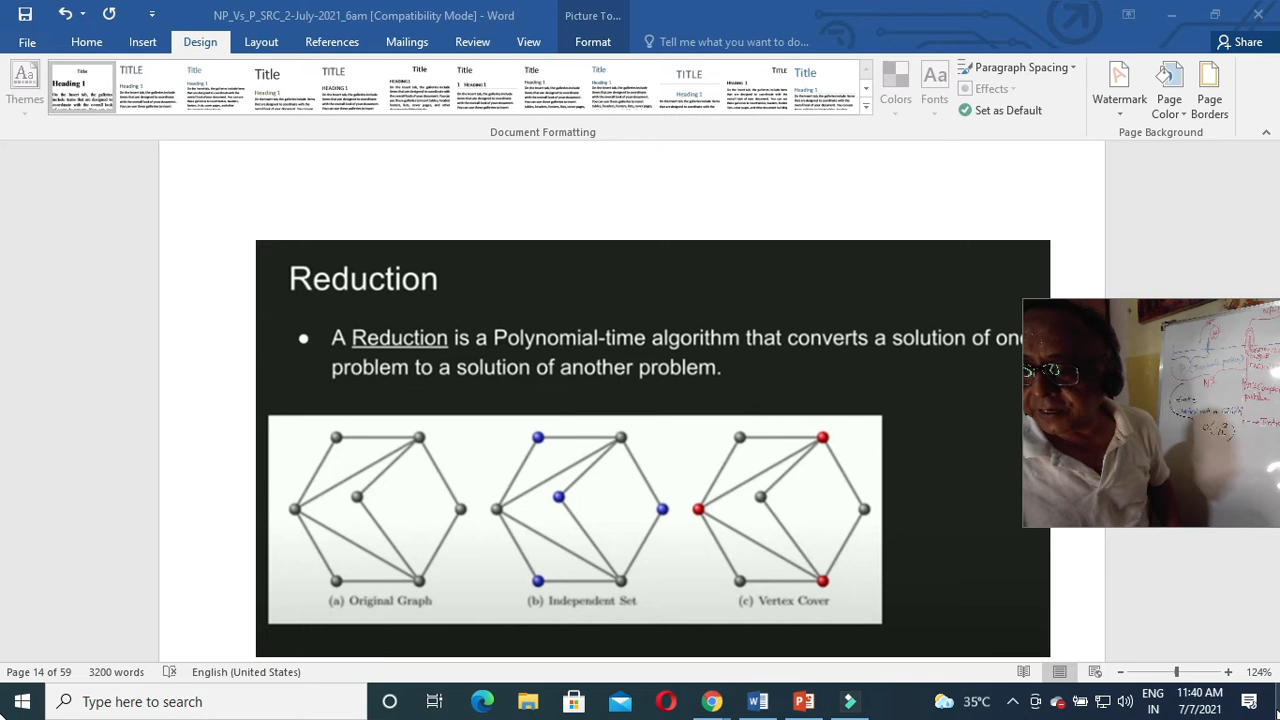 NP_Vs_P_SRC_2-July-2021_6am [Compatibility Mode] - Word
Picture To...
File Home Insert Design Layout References Mailings Review View Format Tell me what you want to do... Share
Themes
Colors
Fonts
Paragraph Spacing
Effects
Set as Default
Watermark
Page Color
Page Borders
Document Formatting
Page Background
Reduction
• A Reduction is a Polynomial-time algorithm that converts a solution of one
problem to a solution of another problem.
(a) Original Graph (b) Independent Set (c) Vertex Cover
Page 14 of 59 3200 words English (United States) 124%
Type here to search
35°C
ENG
IN
11:40 AM
7/7/2021